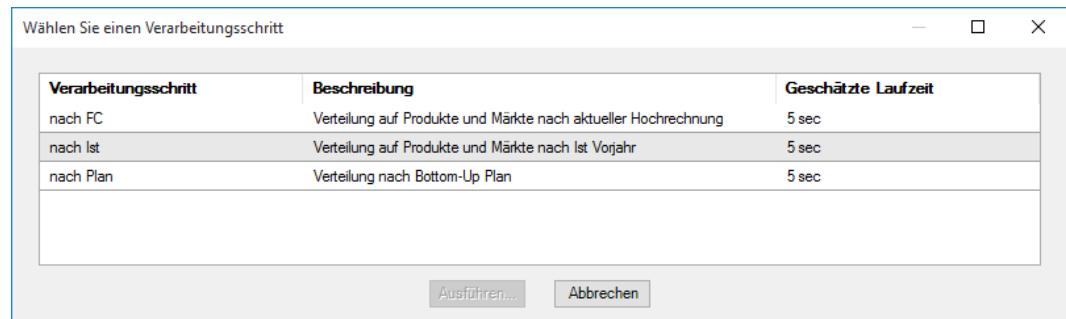 Wählen Sie einen Verarbeitungsschritt
Verarbeitungsschritt Beschreibung Geschätzte Laufzeit
nach FC Verteilung auf Produkte und Märkte nach aktueller Hochrechnung 5 sec
nach Ist Verteilung auf Produkte und Märkte nach Ist Vorjahr 5 sec
nach Plan Verteilung nach Bottom-Up Plan 5 sec
Ausführen... Abbrechen